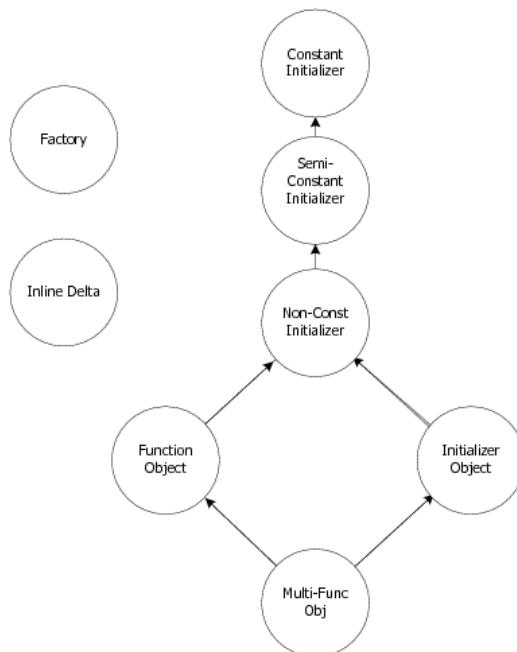 Constant
Initializer
Factory
Semi-
Constant
Initializer
Inline Delta
Non-Const
Initializer
Function
Object
Initializer
Object
Multi-Func
Obj